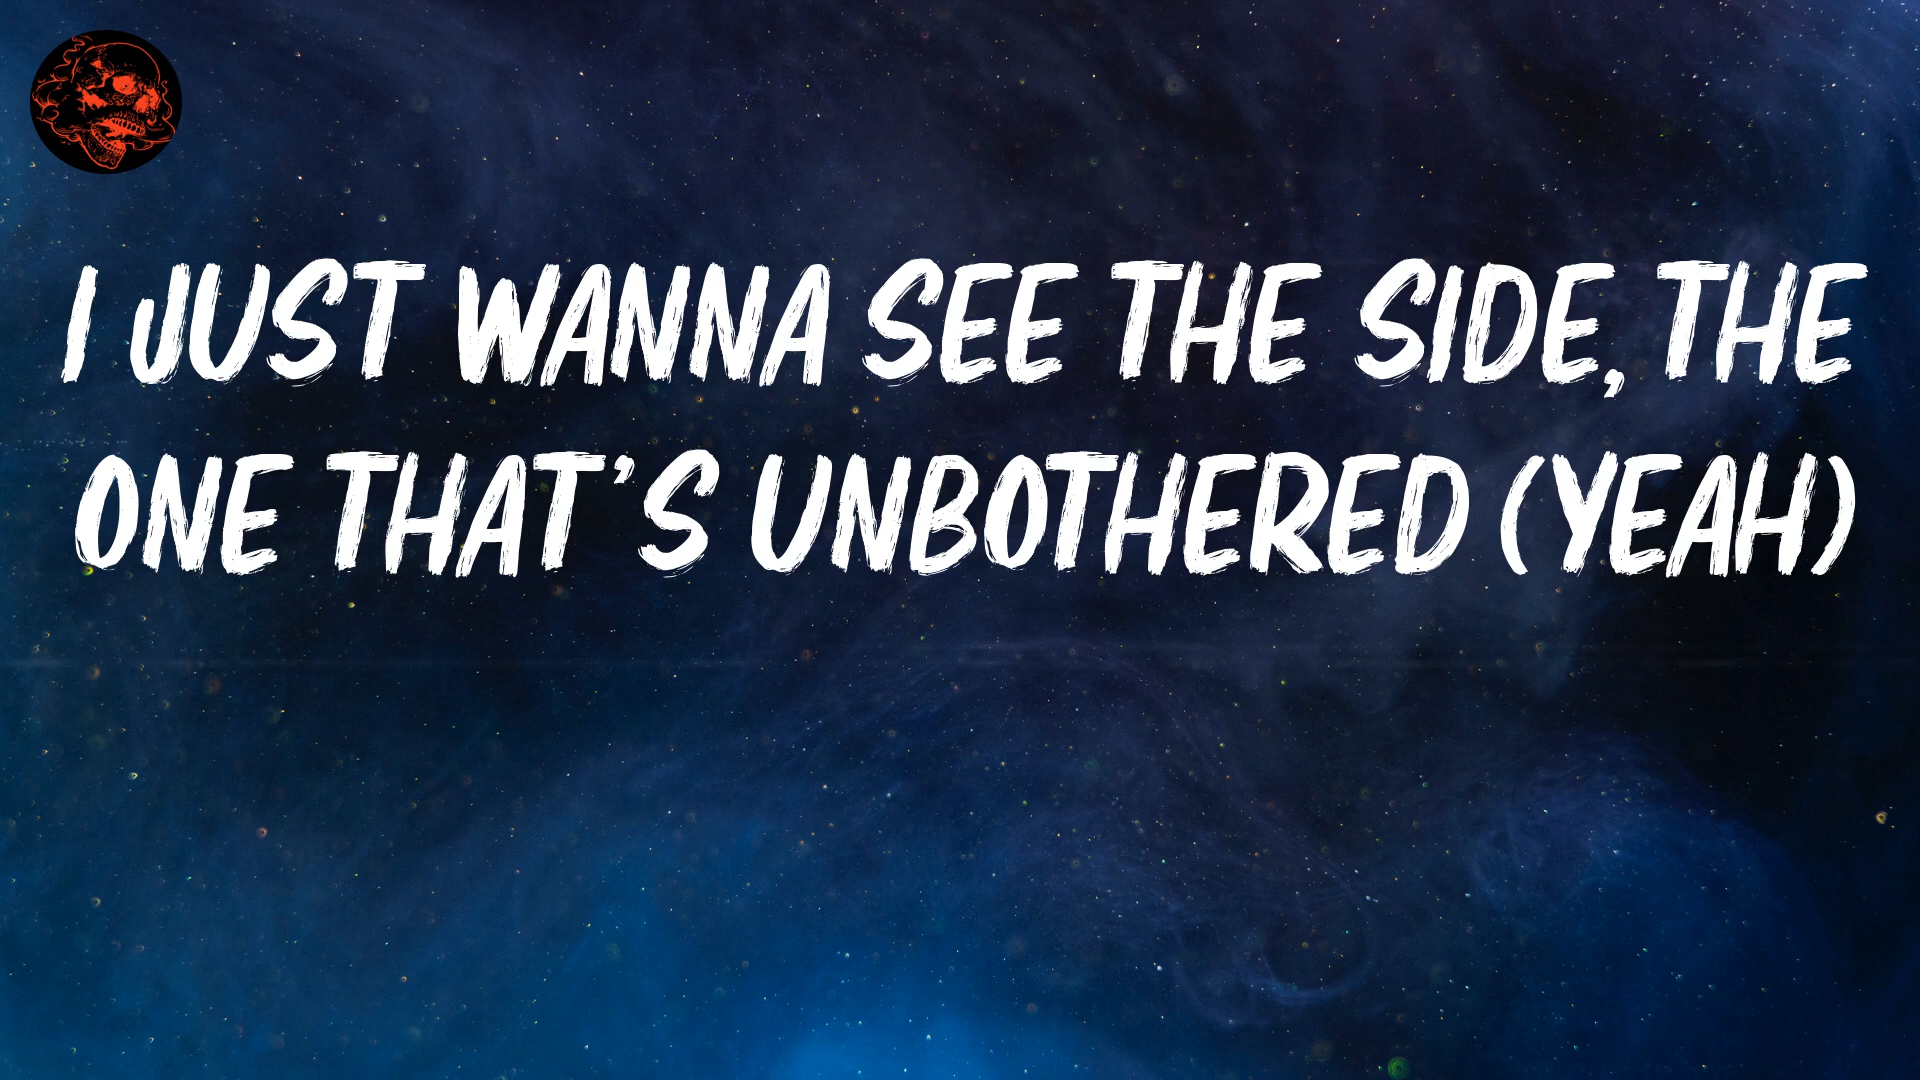 I JUST WANNA SEE THE SIDE, THE
ONE THAT'S UNBOTHERED (YEAH)